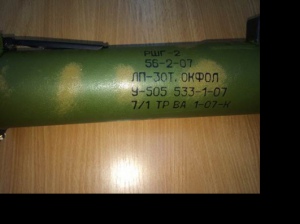 РШГ-2
56-2-07
ЛП-30Т. ОКФОЛ
У-505 533-1-07
7/1 ТР ВА 1-07-К